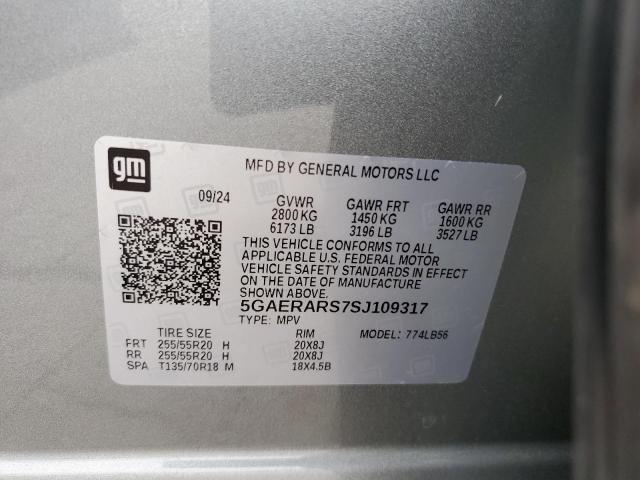 gm
MFD BY GENERAL MOTORS LLC
09/24 GVWR GAWR FRT GAWR RR
2800 KG 1450 KG 1600 KG
6173 LB 3196 LB 3527 LB
THIS VEHICLE CONFORMS TO ALL
APPLICABLE U.S. FEDERAL MOTOR
VEHICLE SAFETY STANDARDS IN EFFECT
ON THE DATE OF MANUFACTURE
SHOWN ABOVE.
5GAERARS7SJ109317
TYPE: MPV MODEL: 774LB56
TIRE SIZE RIM
FRT 255/55R20 H 20X8J
RR 255/55R20 H 20X8J
SPA T135/70R18 M 18X4.5B